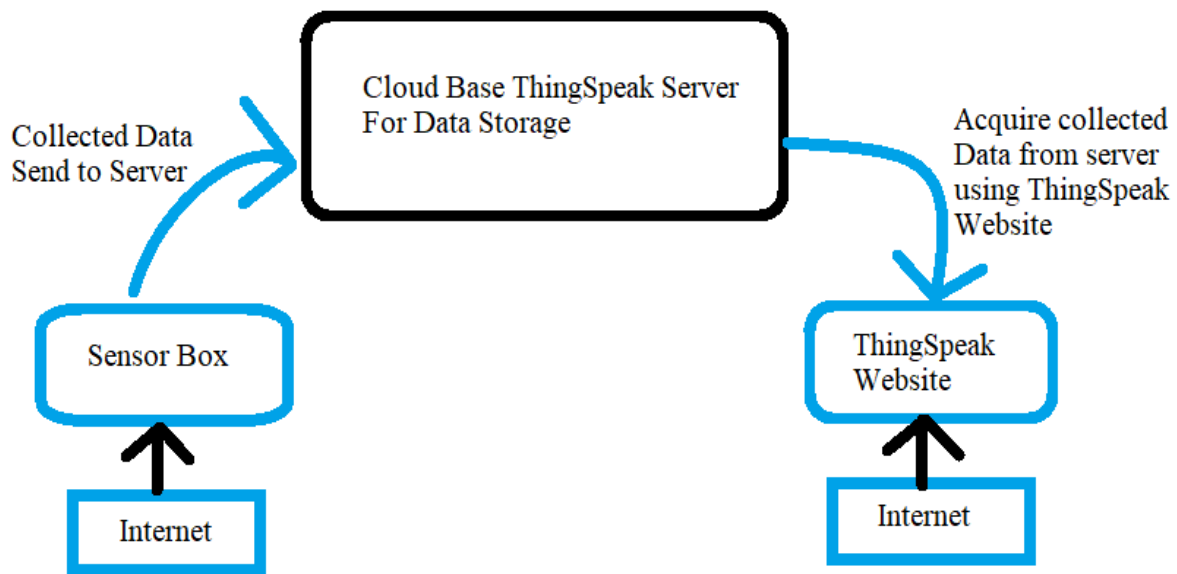 Cloud Base ThingSpeak Server
For Data Storage
Collected Data
Send to Server
Acquire collected
Data from server
using ThingSpeak
Website
Sensor Box
ThingSpeak
Website
Internet
Internet